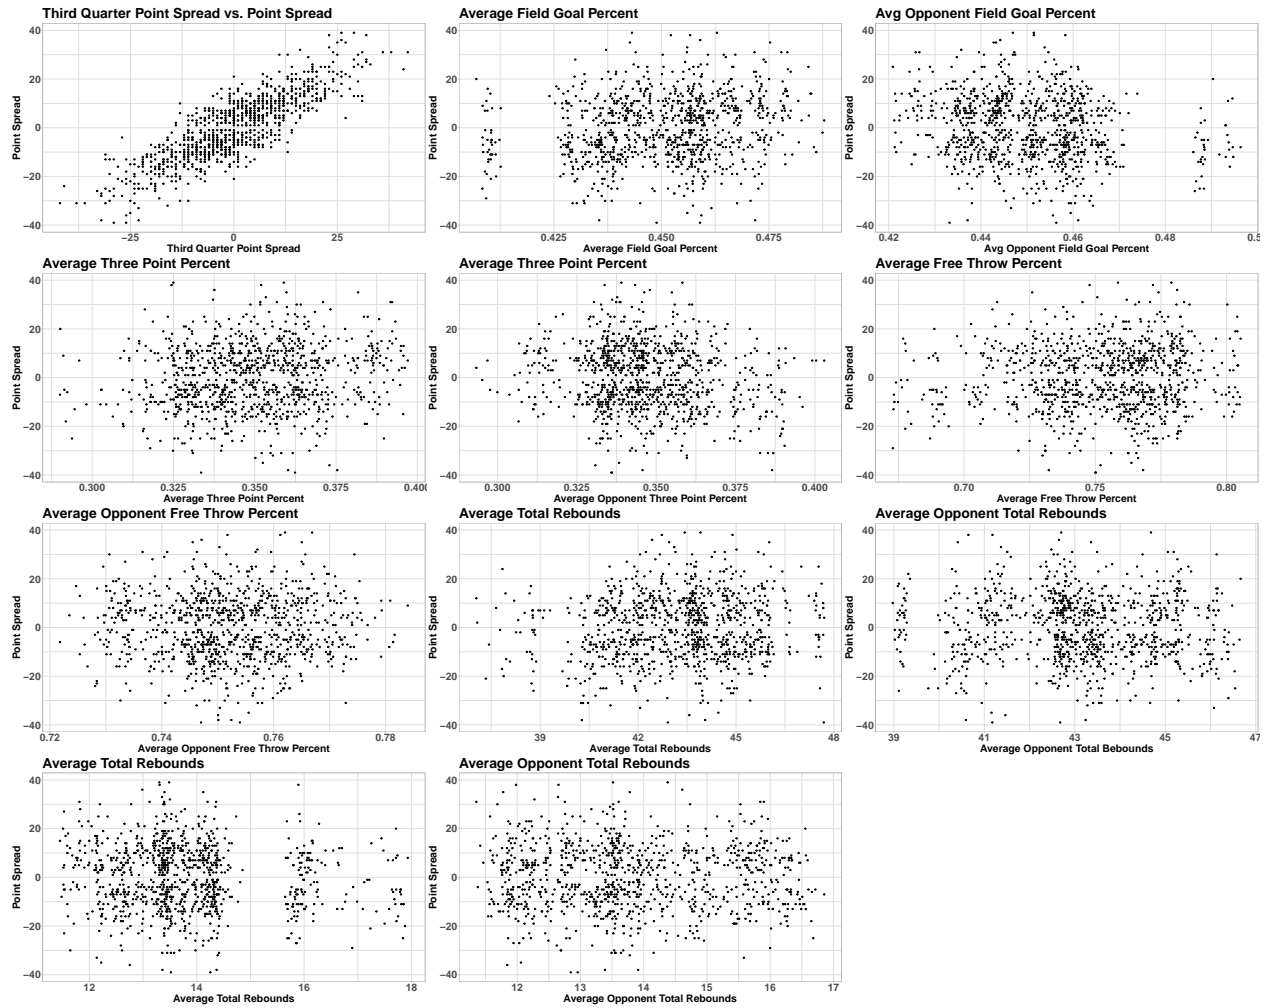 Third Quarter Point Spread vs. Point Spread
Point Spread
40
20
0
−20
−40
−25 0 25
Third Quarter Point Spread
Average Field Goal Percent
Point Spread
40
20
0
−20
−40
0.425 0.450 0.475
Average Field Goal Percent
Avg Opponent Field Goal Percent
Point Spread
40
20
0
−20
−40
0.42 0.44 0.46 0.48 0.5
Avg Opponent Field Goal Percent
Average Three Point Percent
Point Spread
40
20
0
−20
−40
0.300 0.325 0.350 0.375 0.400
Average Three Point Percent
Average Three Point Percent
Point Spread
40
20
0
−20
−40
0.300 0.325 0.350 0.375 0.400
Average Opponent Three Point Percent
Average Free Throw Percent
Point Spread
40
20
0
−20
−40
0.70 0.75 0.80
Average Free Throw Percent
Average Opponent Free Throw Percent
Point Spread
40
20
0
−20
−40
0.72 0.74 0.76 0.78
Average Opponent Free Throw Percent
Average Total Rebounds
Point Spread
40
20
0
−20
−40
39 42 45 48
Average Total Rebounds
Average Opponent Total Rebounds
Point Spread
40
20
0
−20
−40
39 41 43 45 47
Average Opponent Total Bebounds
Average Total Rebounds
Point Spread
40
20
0
−20
−40
12 14 16 18
Average Total Rebounds
Average Opponent Total Rebounds
Point Spread
40
20
0
−20
−40
12 13 14 15 16 17
Average Opponent Total Rebounds